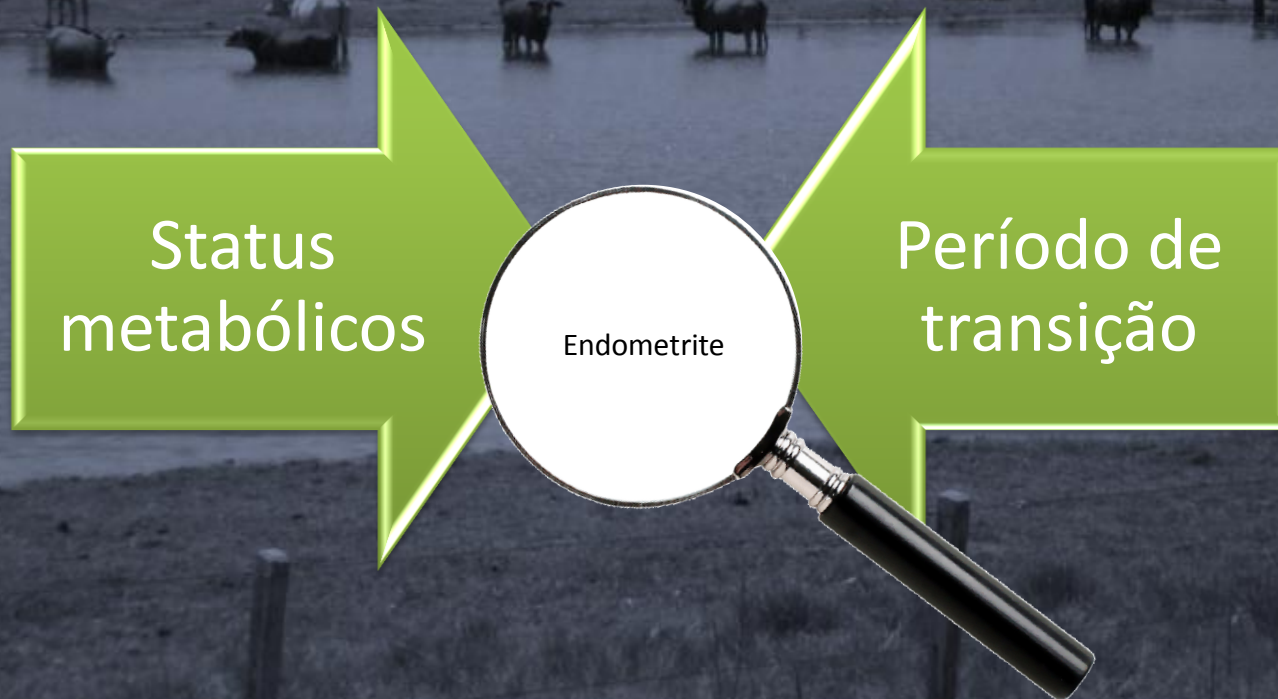 Status
metabólicos
Endometrite
Período de
transição